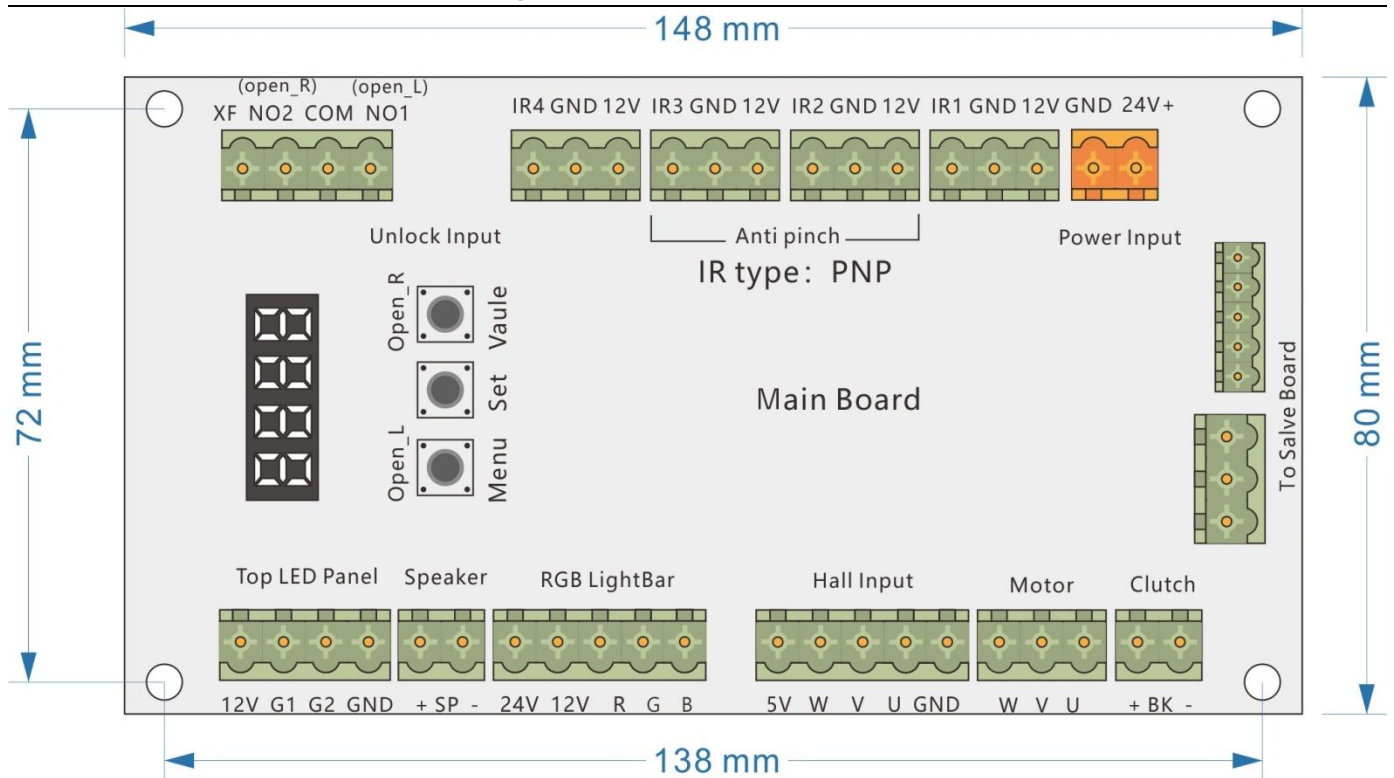 148 mm
(open_R) (open_L)
XF NO2 COM NO1
IR4 GND 12V IR3 GND 12V IR2 GND 12V IR1 GND 12V GND 24V+
Unlock Input
Anti pinch
Power Input
IR type: PNP
Open_R
Vaule
Set
Open_L
Menu
Main Board
To Salve Board
72 mm
80 mm
Top LED Panel Speaker RGB LightBar Hall Input Motor Clutch
12V G1 G2 GND + SP - 24V 12V R G B 5V W V U GND W V U + BK -
138 mm